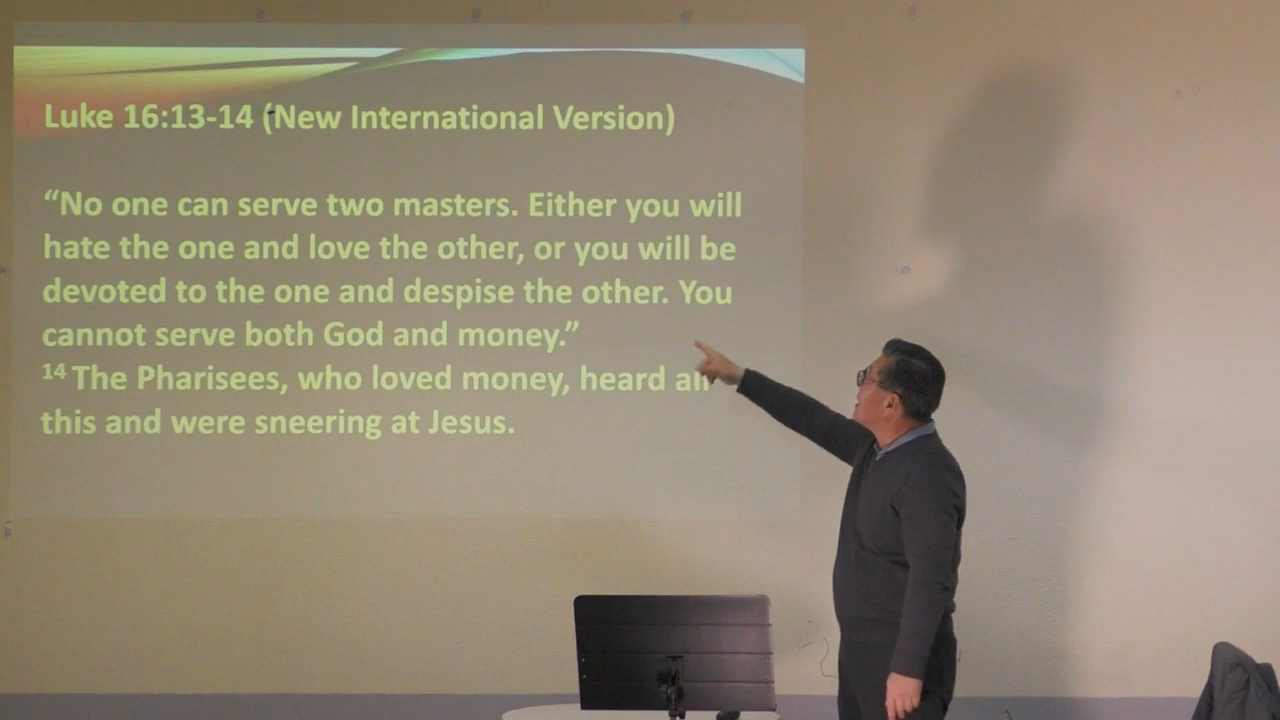 Luke 16:13-14 (New International Version)
“No one can serve two masters. Either you will
hate the one and love the other, or you will be
devoted to the one and despise the other. You
cannot serve both God and money.”
14 The Pharisees, who loved money, heard all
this and were sneering at Jesus.